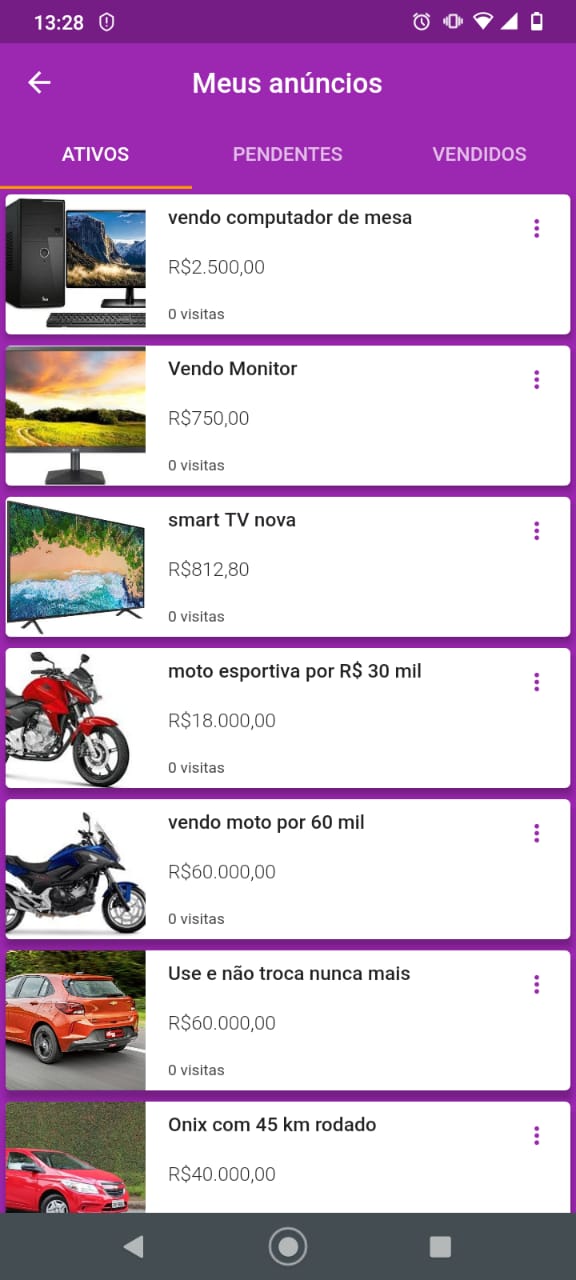 13:28
Meus anúncios
ATIVOS PENDENTES VENDIDOS
vendo computador de mesa
R$2.500,00
0 visitas
Vendo Monitor
R$750,00
0 visitas
smart TV nova
R$812,80
0 visitas
moto esportiva por R$ 30 mil
R$18.000,00
0 visitas
vendo moto por 60 mil
R$60.000,00
0 visitas
Use e não troca nunca mais
R$60.000,00
0 visitas
Onix com 45 km rodado
R$40.000,00